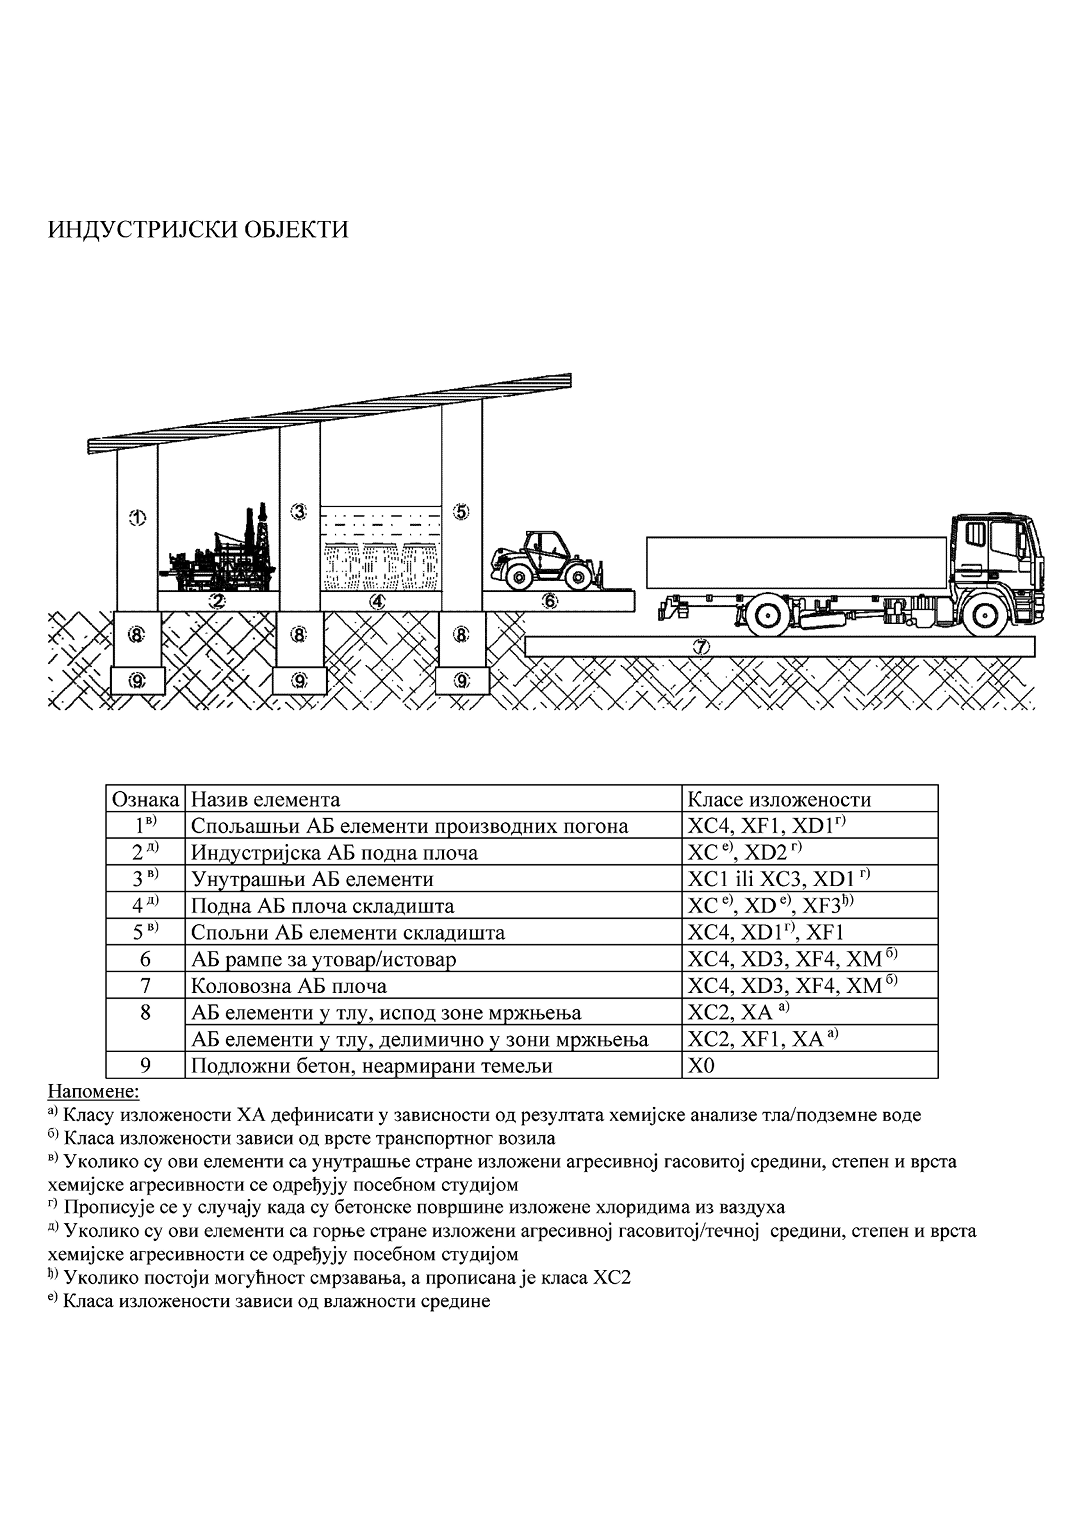 ИНДУСТРИЈСКИ ОБЈЕКТИ
1 3 5
2 4 6
8 8 8 7
9 9 9
Ознака Назив елемента Класе изложености
1в) Спољашњи АБ елементи производних погона XC4, XF1, XD1г)
2д) Индустријска АБ подна плоча XC е), XD2 г)
3в) Унутрашњи АБ елементи XC1 ili XC3, XD1 г)
4д) Подна АБ плоча складишта XC е), XD е), XF3ђ)
5в) Спољни АБ елементи складишта XC4, XD1г), XF1
6 АБ рампе за утовар/истовар XC4, XD3, XF4, XM б)
7 Коловозна АБ плоча XC4, XD3, XF4, XM б)
8 АБ елементи у тлу, испод зоне мржњења XC2, XA а)
АБ елементи у тлу, делимично у зони мржњења XC2, XF1, XA а)
9 Подложни бетон, неармирани темељи X0
Напомене:
а) Класу изложености ХА дефинисати у зависности од резултата хемијске анализе тла/подземне воде
б) Класа изложености зависи од врсте транспортног возила
в) Уколико су ови елементи са унутрашње стране изложени агресивној гасовитој средини, степен и врста
хемијске агресивности се одређују посебном студијом
г) Прописује се у случају када су бетонске површине изложене хлоридима из ваздуха
д) Уколико су ови елементи са горње стране изложени агресивној гасовитој/течној средини, степен и врста
хемијске агресивности се одређују посебном студијом
ђ) Уколико постоји могућност смрзавања, а прописана је класа XC2
е) Класа изложености зависи од влажности средине